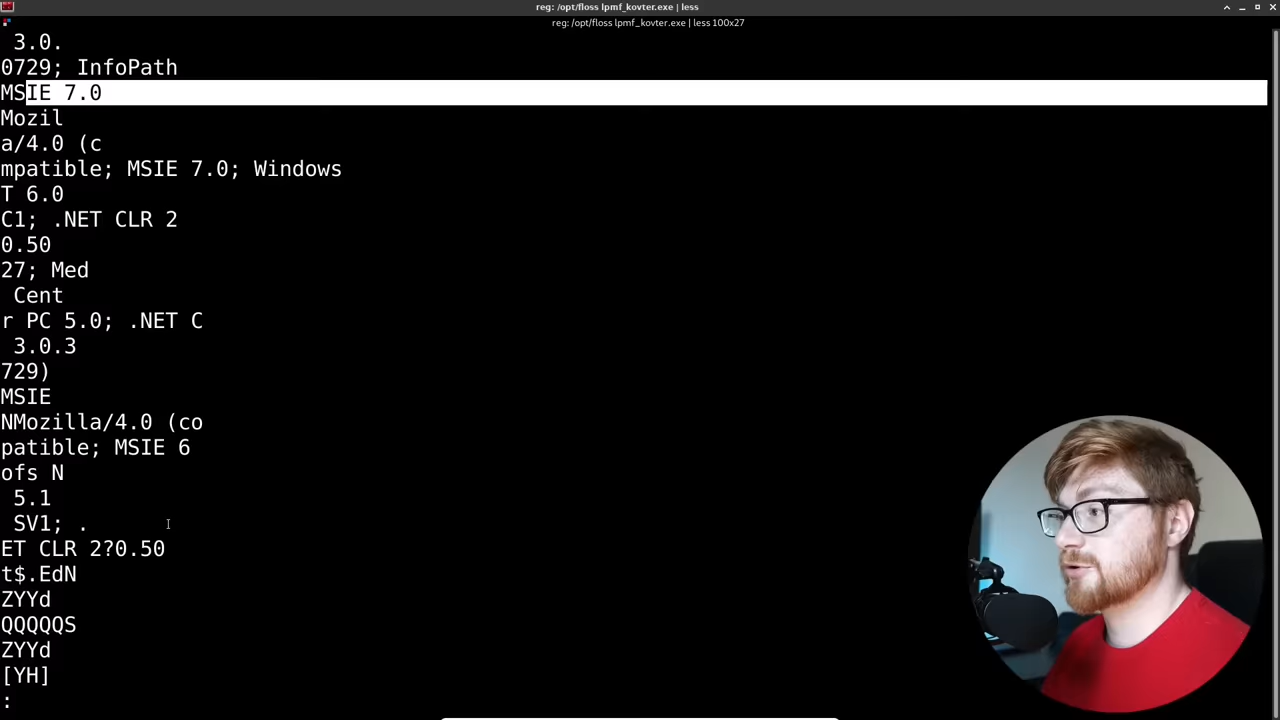 reg: /opt/floss lpmf_kovter.exe | less
reg: /opt/floss lpmf_kovter.exe | less 100x27
3.0.
0729; InfoPath
MSIE 7.0
Mozil
a/4.0 (c
mpatible; MSIE 7.0; Windows
T 6.0
C1; .NET CLR 2
0.50
27; Med
Cent
r PC 5.0; .NET C
3.0.3
729)
MSIE
NMozilla/4.0 (co
patible; MSIE 6
ofs N
5.1
SV1; .
ET CLR 2?0.50
t$.EdN
ZYYd
QQQQQS
ZYYd
[YH]
: